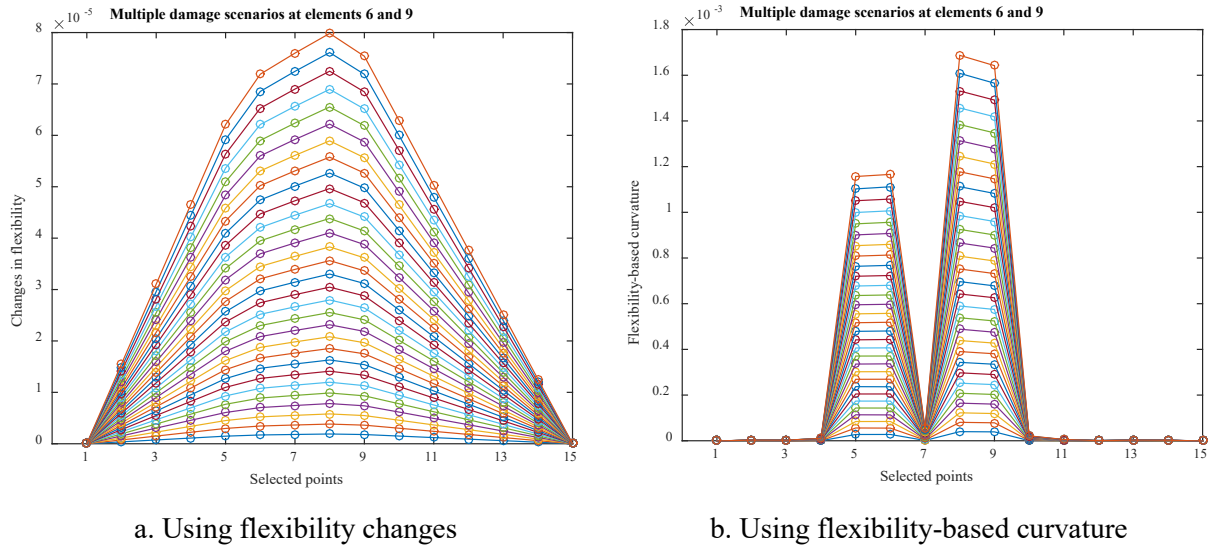 Multiple damage scenarios at elements 6 and 9
8 ×10⁻⁵
7
6
5
4
3
2
1
0
Changes in flexibility
1 3 5 7 9 11 13 15
Selected points
a. Using flexibility changes
Multiple damage scenarios at elements 6 and 9
1.8 ×10⁻³
1.6
1.4
1.2
1
0.8
0.6
0.4
0.2
0
Flexibility-based curvature
1 3 5 7 9 11 13 15
Selected points
b. Using flexibility-based curvature